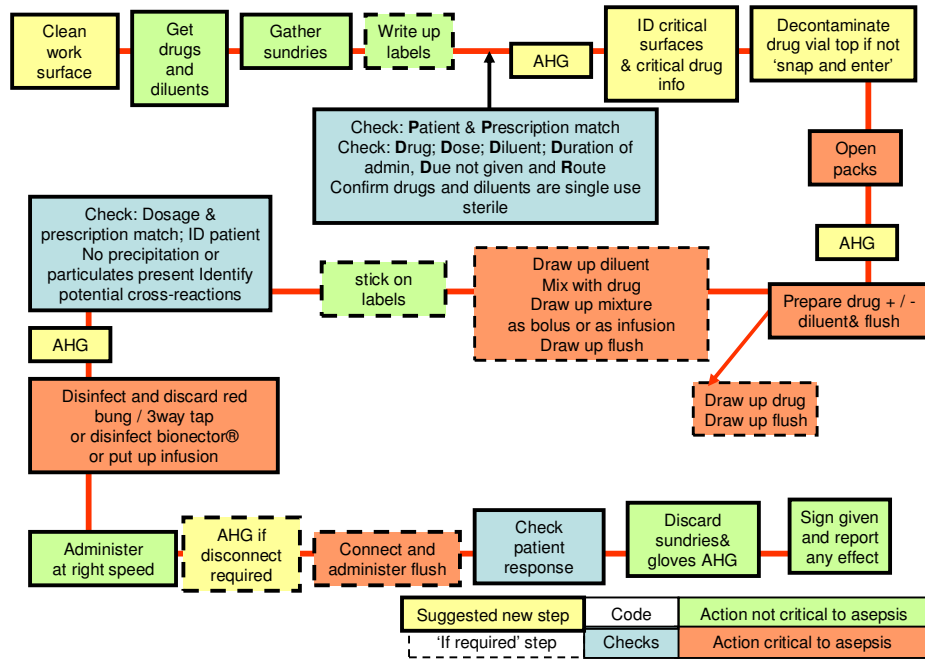 Clean
work
surface
Get
drugs
and
diluents
Gather
sundries
Write up
labels
AHG
ID critical
surfaces
& critical drug
info
Decontaminate
drug vial top if not
‘snap and enter’
Check: Patient & Prescription match
Check: Drug; Dose; Diluent; Duration of
admin, Due not given and Route
Confirm drugs and diluents are single use
sterile
Open
packs
AHG
Prepare drug + / -
diluent& flush
Draw up drug
Draw up flush
Draw up diluent
Mix with drug
Draw up mixture
as bolus or as infusion
Draw up flush
stick on
labels
Check: Dosage &
prescription match; ID patient
No precipitation or
particulates present Identify
potential cross-reactions
AHG
Disinfect and discard red
bung / 3way tap
or disinfect bionector®
or put up infusion
Administer
at right speed
AHG if
disconnect
required
Connect and
administer flush
Check
patient
response
Discard
sundries&
gloves AHG
Sign given
and report
any effect
Suggested new step
Code
Action not critical to asepsis
‘If required’ step
Checks
Action critical to asepsis